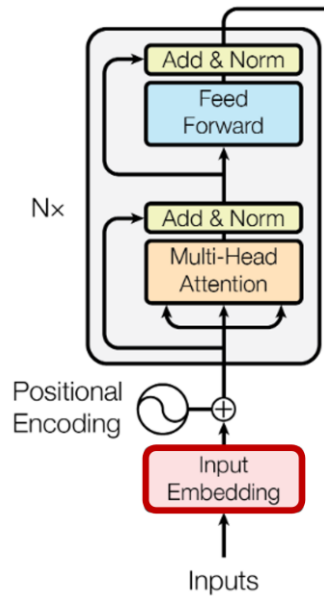 Add & Norm
Feed
Forward
Nx
Add & Norm
Multi-Head
Attention
Positional
Encoding
Input
Embedding
Inputs